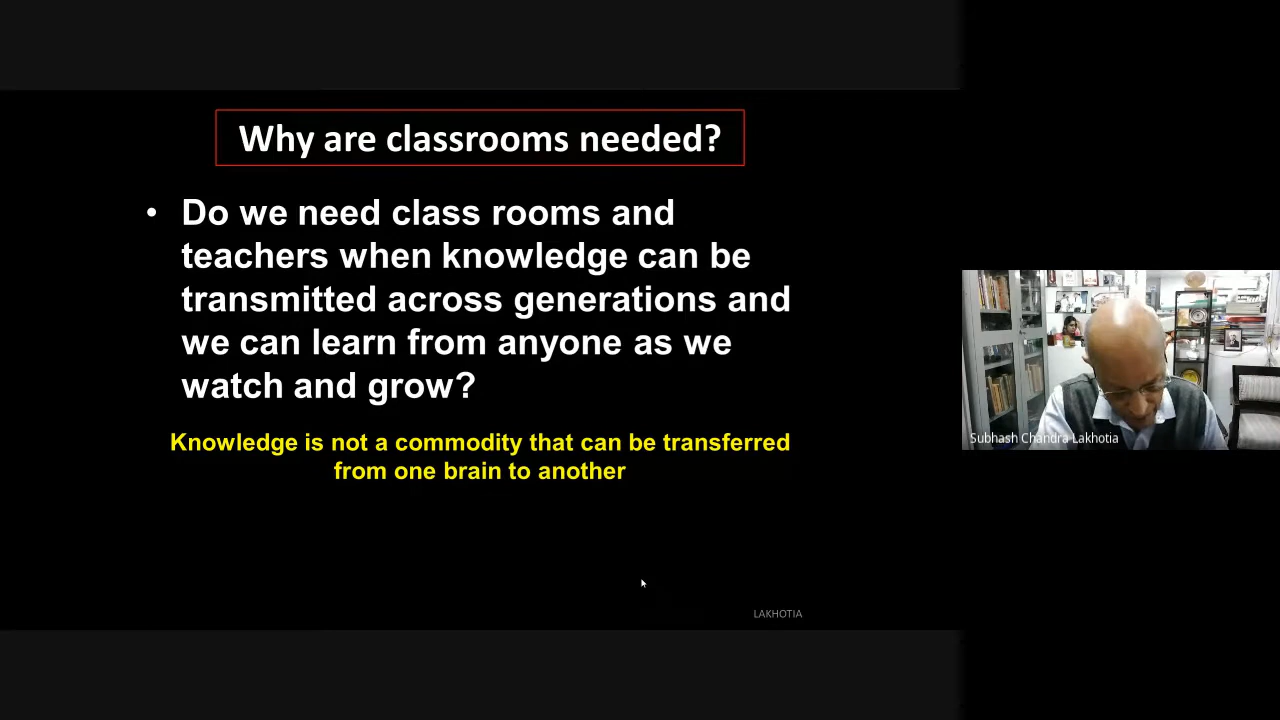 Why are classrooms needed?
• Do we need class rooms and
teachers when knowledge can be
transmitted across generations and
we can learn from anyone as we
watch and grow?
Knowledge is not a commodity that can be transferred
from one brain to another
LAKHOTIA
Subhash Chandra Lakhotia